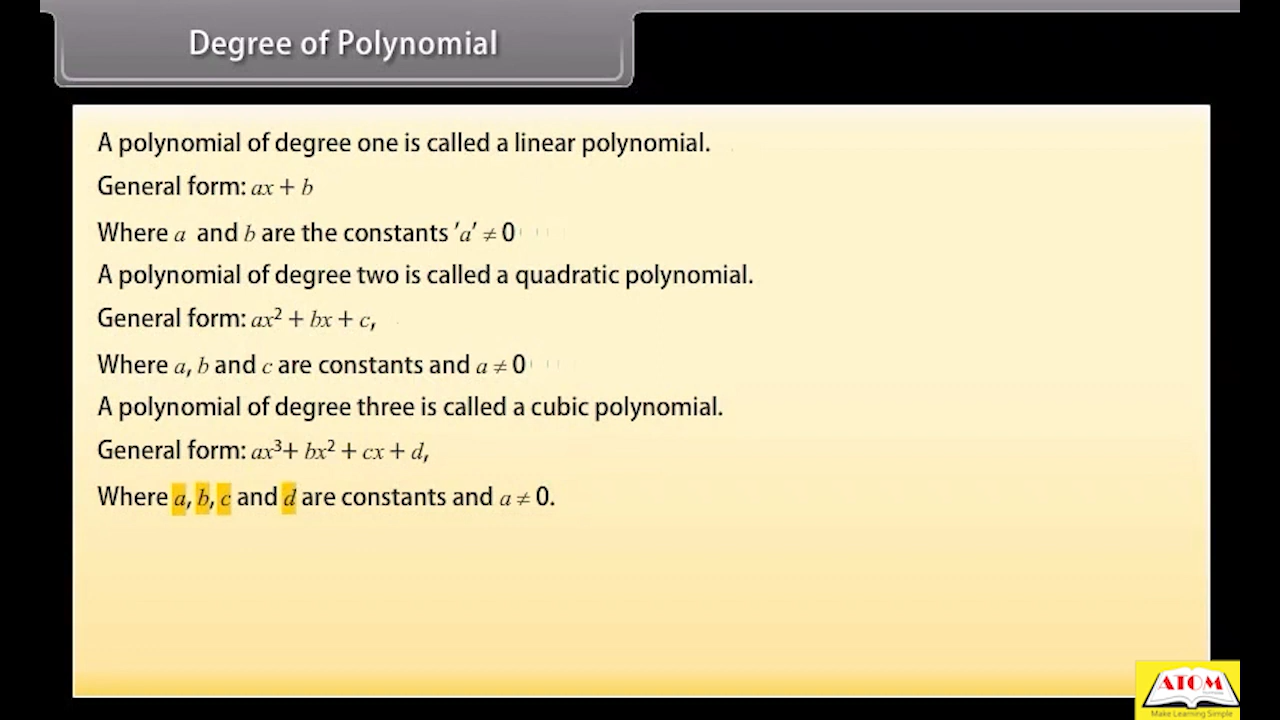 Degree of Polynomial
A polynomial of degree one is called a linear polynomial.
General form: ax + b
Where a and b are the constants 'a' ≠ 0
A polynomial of degree two is called a quadratic polynomial.
General form: ax² + bx + c,
Where a, b and c are constants and a ≠ 0
A polynomial of degree three is called a cubic polynomial.
General form: ax³+ bx² + cx + d,
Where a, b, c and d are constants and a ≠ 0.
ATOM
Make Learning Simple